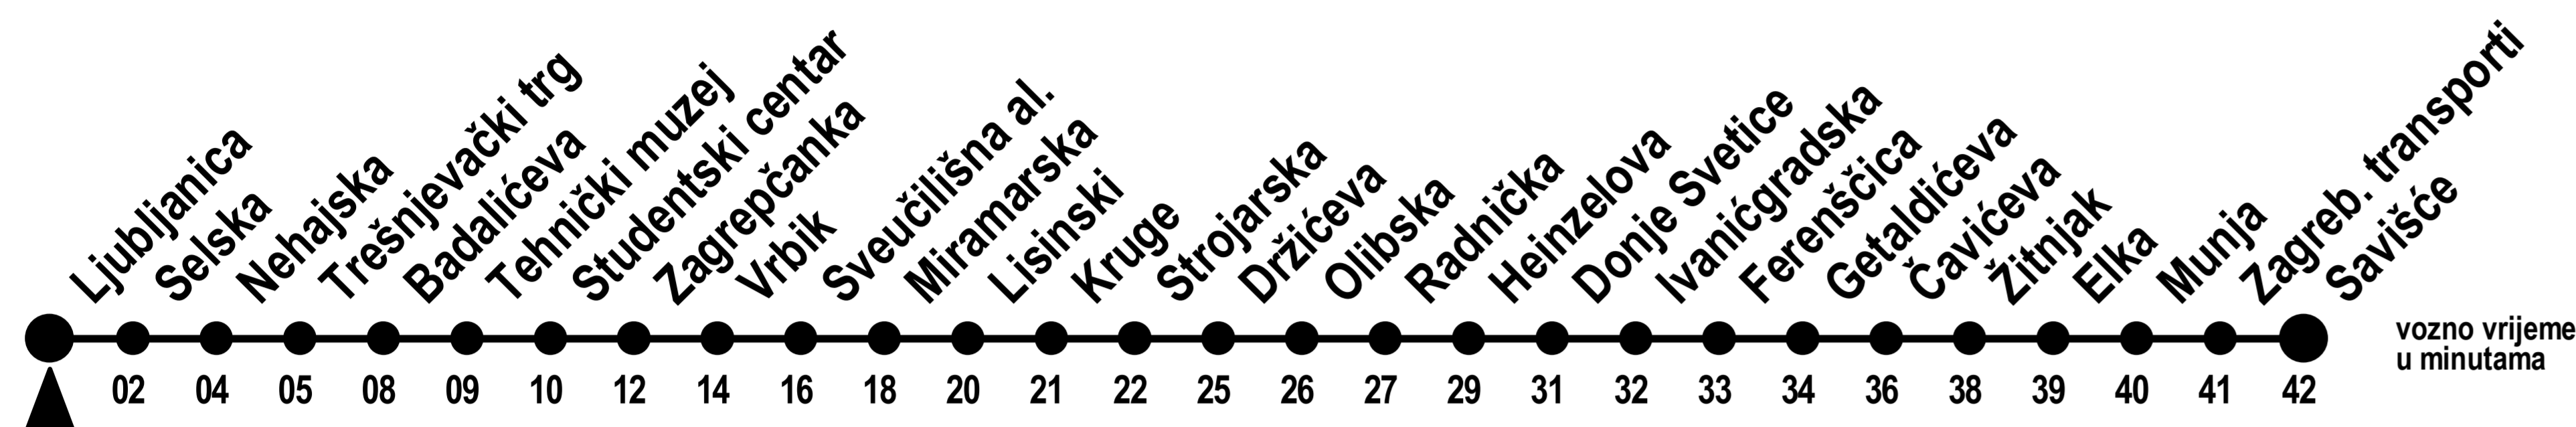 Ljubljanica
Selska
Nehajska
Trešnjevački trg
Badalićeva
Tehnički muzej
Studentski centar
Zagrepčanka
Vrbik
Sveučilišna al.
Miramarska
Lisinski
Kruge
Strojarska
Držićeva
Olibska
Radnička
Heinzelova
Donje Svetice
Ivanićgradska
Ferenščica
Getaldićeva
Čavićeva
Žitnjak
Elka
Munja
Zagreb. transporti
Savišće
vozno vrijeme
u minutama
02 04 05 08 09 10 12 14 16 18 20 21 22 25 26 27 29 31 32 33 34 36 38 39 40 41 42